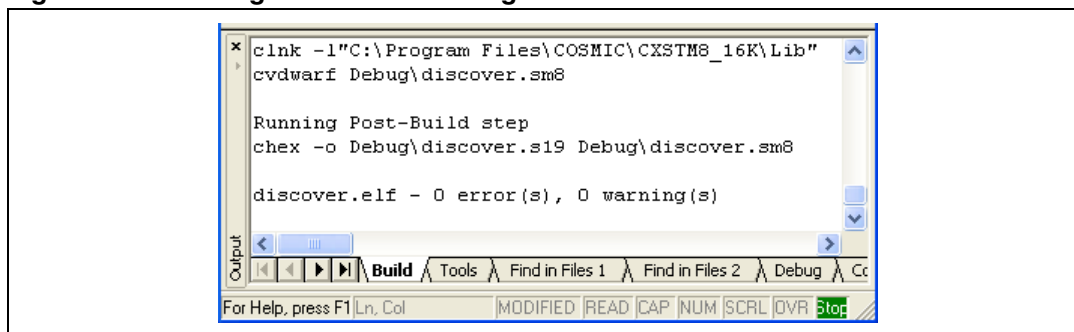 clnk -l"C:\Program Files\COSMIC\CXSTM8_16K\Lib"
cvdwarf Debug\discover.sm8
Running Post-Build step
chex -o Debug\discover.s19 Debug\discover.sm8
discover.elf - 0 error(s), 0 warning(s)
Output
Build Tools Find in Files 1 Find in Files 2 Debug
For Help, press F1 Ln, Col MODIFIED READ CAP NUM SCRL OVR Stop